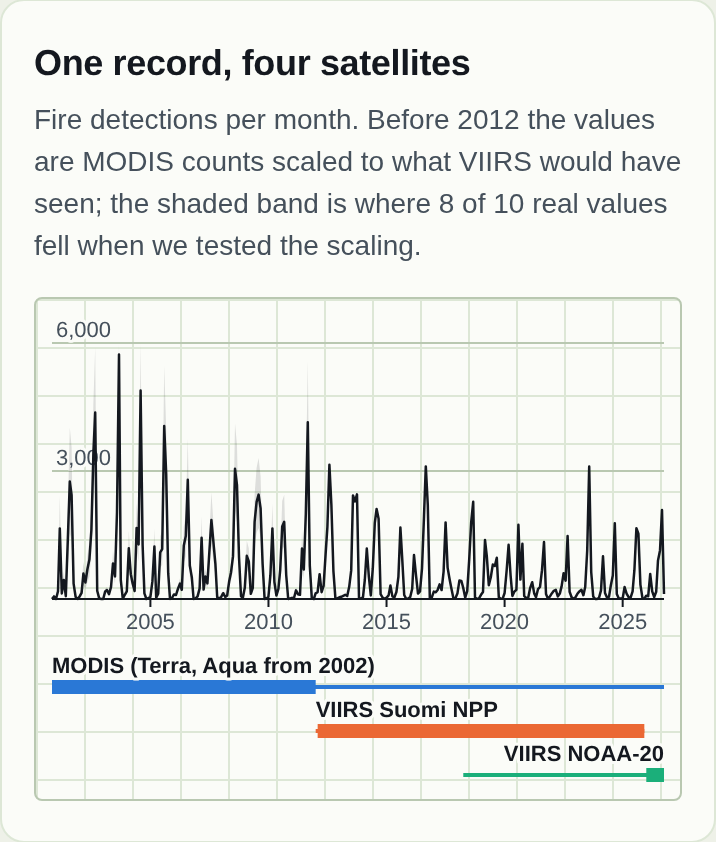 One record, four satellites
Fire detections per month. Before 2012 the values
are MODIS counts scaled to what VIIRS would have
seen; the shaded band is where 8 of 10 real values
fell when we tested the scaling.
6,000
3,000
2005 2010 2015 2020 2025
MODIS (Terra, Aqua from 2002)
VIIRS Suomi NPP
VIIRS NOAA-20